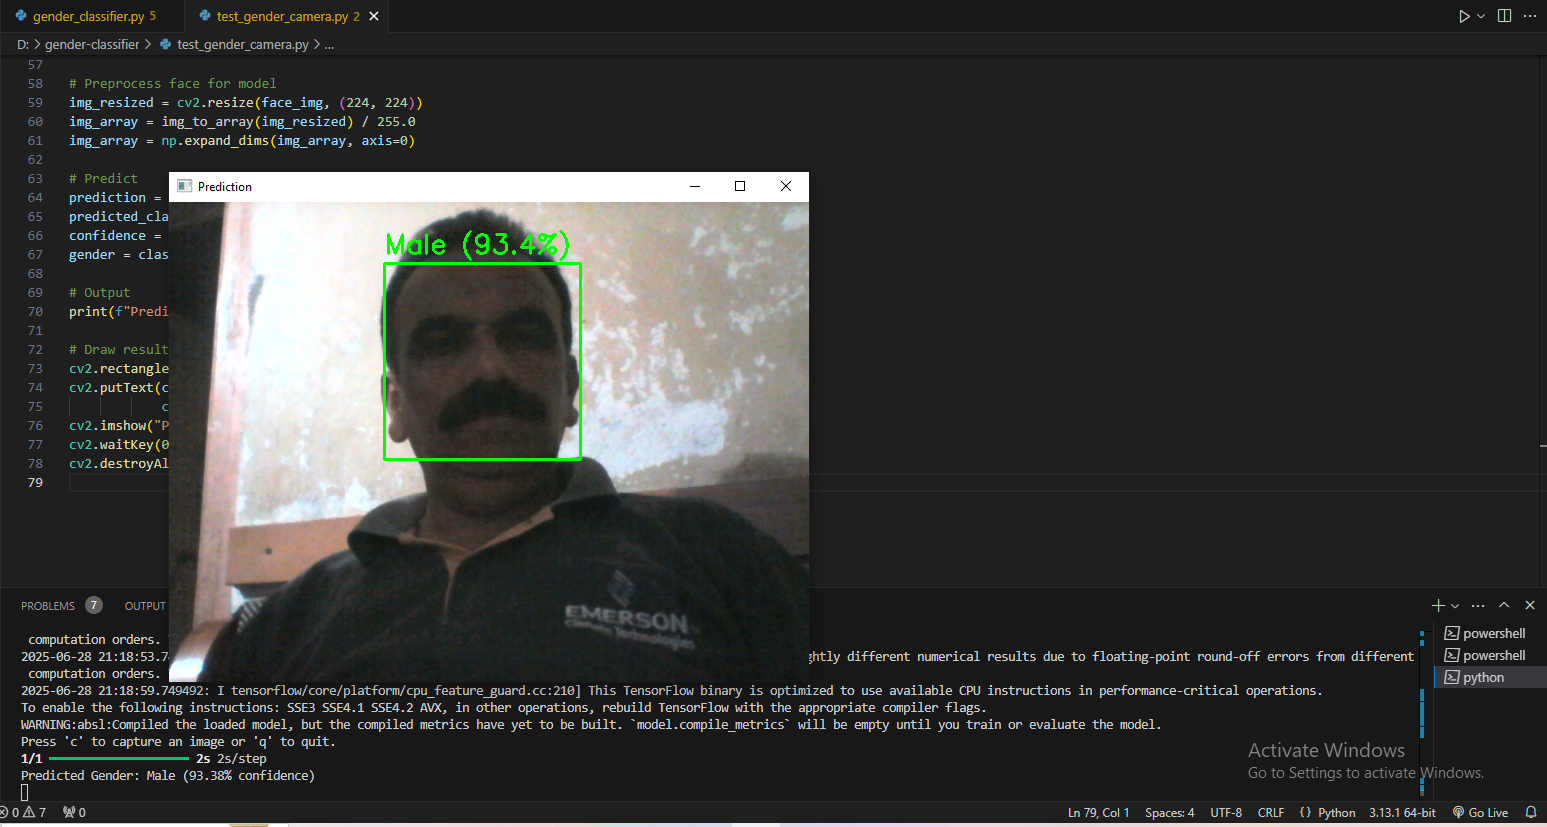 gender_classifier.py 5
test_gender_camera.py 2
D: > gender-classifier > test_gender_camera.py > ...
57
58 # Preprocess face for model
59 img_resized = cv2.resize(face_img, (224, 224))
60 img_array = img_to_array(img_resized) / 255.0
61 img_array = np.expand_dims(img_array, axis=0)
62
63 # Predict
64 prediction =
65 predicted_cla
66 confidence =
67 gender = clas
68
69 # Output
70 print(f"Predi
71
72 # Draw result
73 cv2.rectangle
74 cv2.putText(c
75 c
76 cv2.imshow("P
77 cv2.waitKey(0
78 cv2.destroyAl
79
Prediction
Male (93.4%)
EMERSON
Climate Technologies
PROBLEMS 7 OUTPUT
powershell
powershell
python
computation orders.
2025-06-28 21:18:53.7 ghtly different numerical results due to floating-point round-off errors from different
computation orders.
2025-06-28 21:18:59.749492: I tensorflow/core/platform/cpu_feature_guard.cc:210] This TensorFlow binary is optimized to use available CPU instructions in performance-critical operations.
To enable the following instructions: SSE3 SSE4.1 SSE4.2 AVX, in other operations, rebuild TensorFlow with the appropriate compiler flags.
WARNING:absl:Compiled the loaded model, but the compiled metrics have yet to be built. `model.compile_metrics` will be empty until you train or evaluate the model.
Press 'c' to capture an image or 'q' to quit.
1/1 2s 2s/step
Predicted Gender: Male (93.38% confidence)
Activate Windows
Go to Settings to activate Windows.
0 7 0
Ln 79, Col 1 Spaces: 4 UTF-8 CRLF {} Python 3.13.1 64-bit Go Live